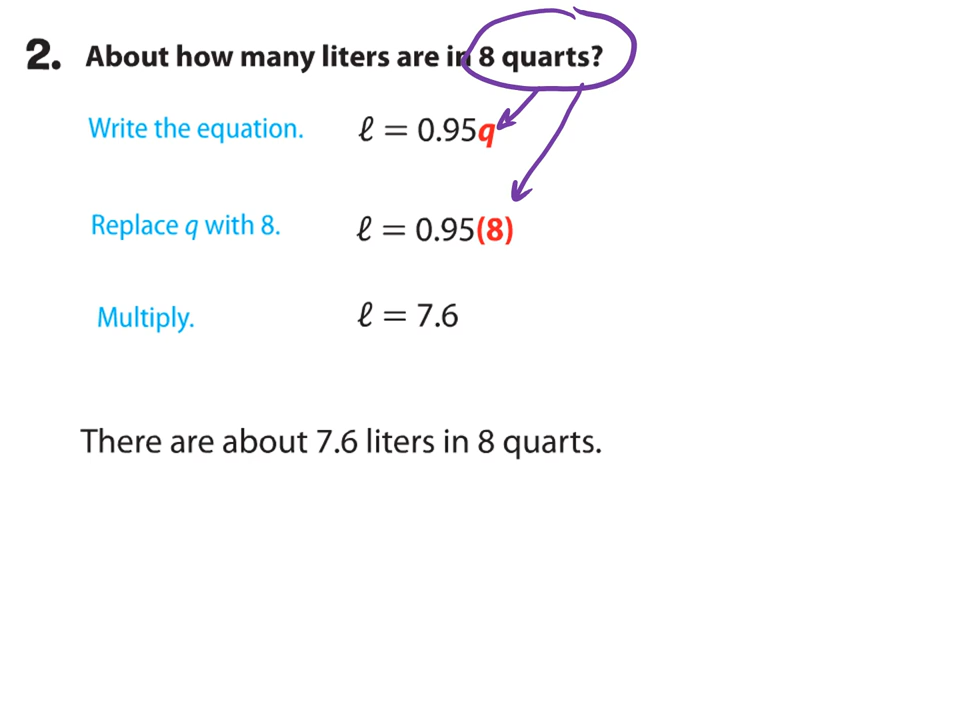 2. About how many liters are in 8 quarts?
Write the equation. ℓ = 0.95q
Replace q with 8. ℓ = 0.95(8)
Multiply. ℓ = 7.6
There are about 7.6 liters in 8 quarts.